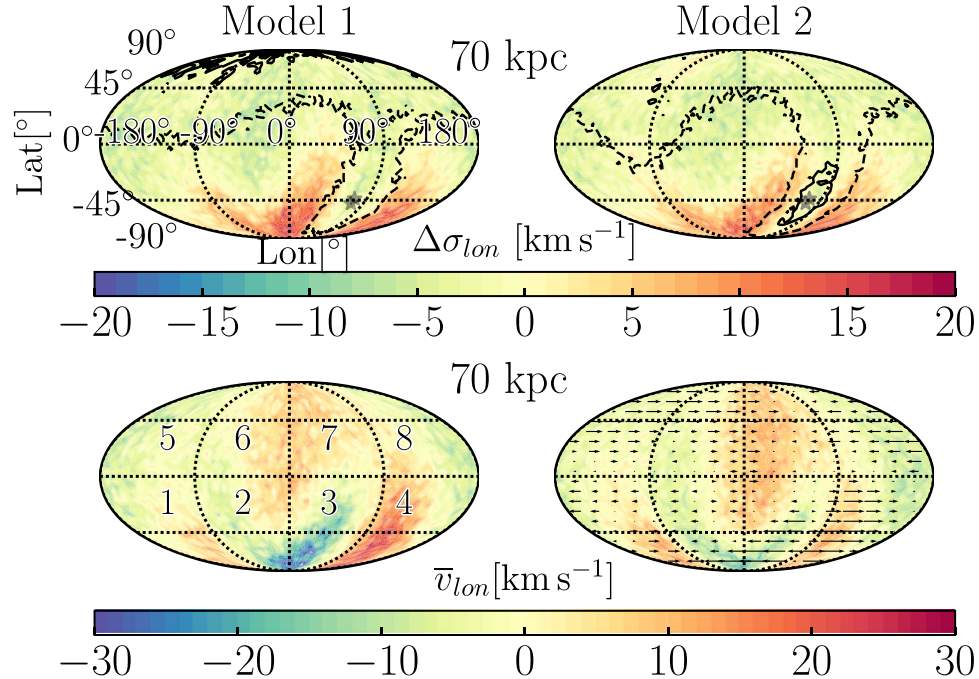 Model 1 Model 2
70 kpc
90°
45°
0° -180° -90° 0° 90° 180°
-45°
-90°
Lat[°]
Lon[°]
Δσ_lon [km s⁻¹]
−20 −15 −10 −5 0 5 10 15 20
70 kpc
5 6 7 8
1 2 3 4
v̅_lon[km s⁻¹]
−30 −20 −10 0 10 20 30